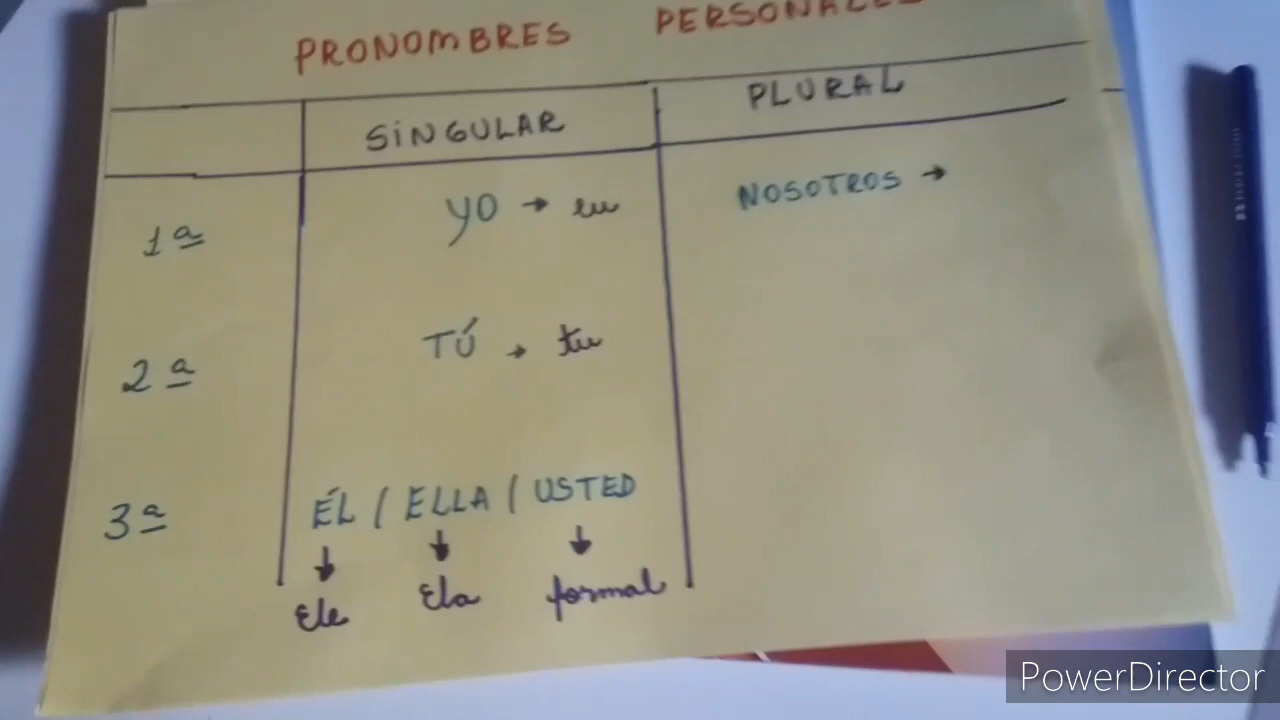 PRONOMBRES PERSONALES
SINGULAR PLURAL
1ª YO → eu NOSOTROS →
2ª TÚ → tu
3ª ÉL / ELLA / USTED
↓ ↓ ↓
Ele Ela formal
PowerDirector